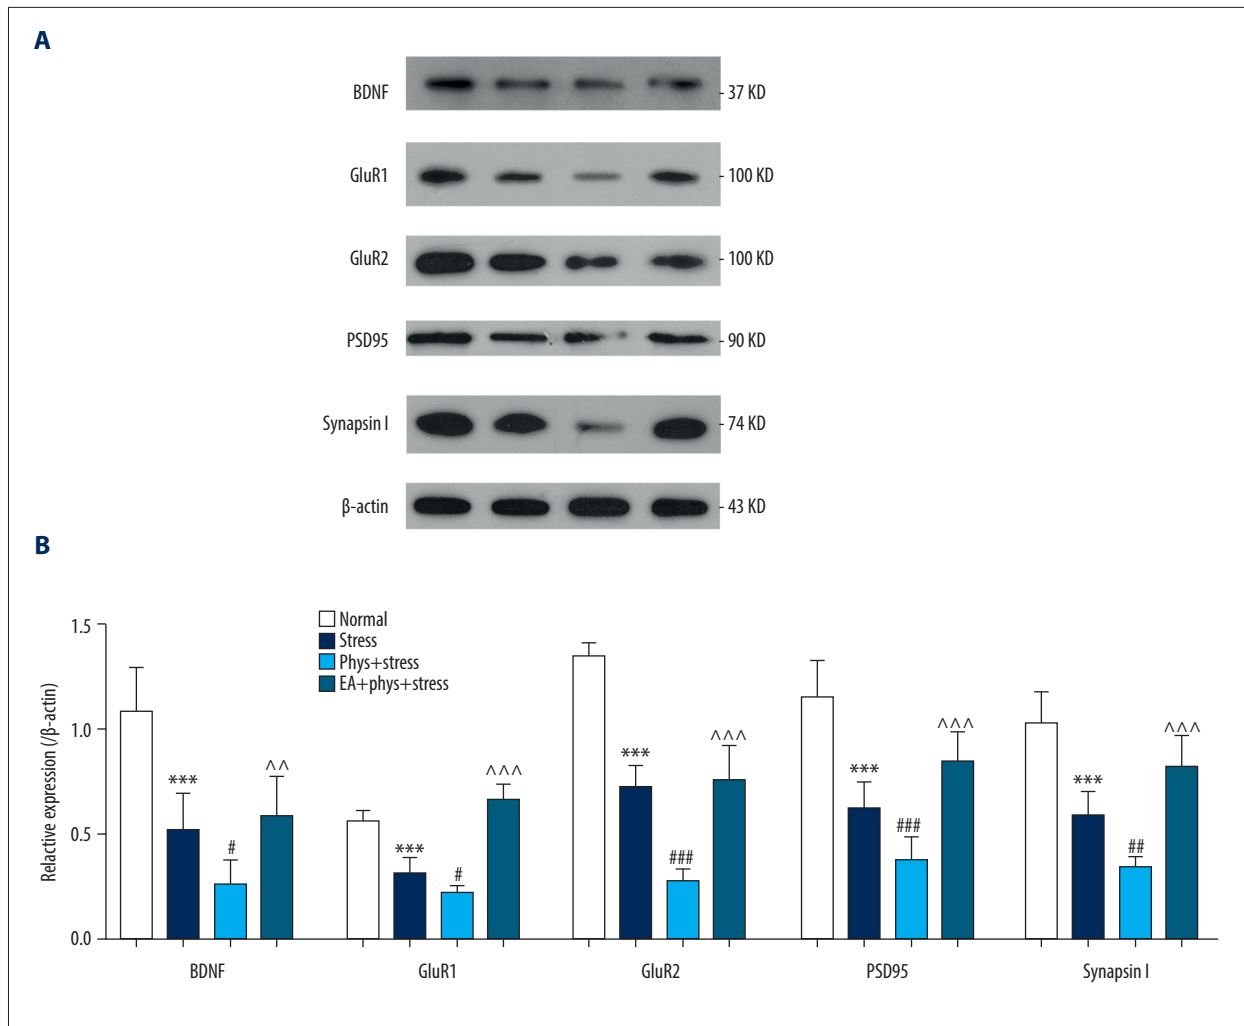 A
BDNF
- 37 KD
GluR1
- 100 KD
GluR2
- 100 KD
PSD95
- 90 KD
Synapsin I
- 74 KD
β-actin
- 43 KD
B
Normal
Stress
Phys+stress
EA+phys+stress
Relactive expression (/β-actin)
1.5
1.0
0.5
0.0
***
#
^^
***
#
^^^
***
###
^^^
***
###
^^^
***
##
^^^
BDNF
GluR1
GluR2
PSD95
Synapsin I